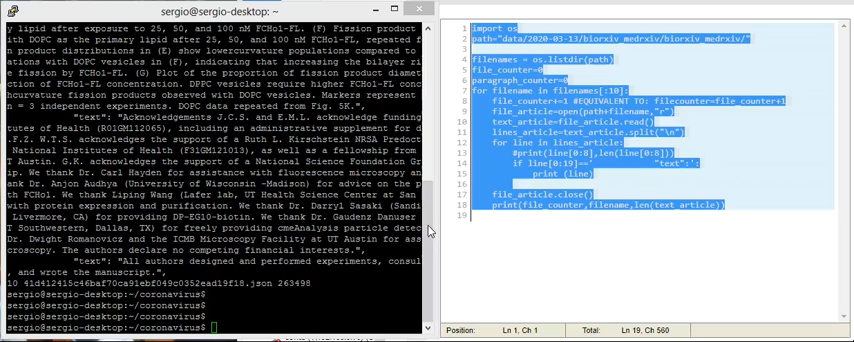 sergio@sergio-desktop: ~
y lipid after exposure to 25, 50, and 100 nM FCHo1-FL. (F) Fission product
ith DOPC as the primary lipid after 25, 50, and 100 nM FCHo1-FL, repeated f
n product distributions in (E) show lowercurvature populations compared to
ations with DOPC vesicles in (F), indicating that increasing the bilayer ri
e fission by FCHo1-FL. (G) Plot of the proportion of fission product diamet
ction of FCHo1-FL concentration. DPPC vesicles require higher FCHo1-FL conc
urvature fission products observed with DOPC vesicles. Markers represent
n = 3 independent experiments. DOPC data repeated from Fig. 5K.",
"text": "Acknowledgements J.C.S. and E.M.L. acknowledge funding
tutes of Health (R01GM112065), including an administrative supplement for d
.F.Z. W.T.S. acknowledges the support of a Ruth L. Kirschstein NRSA Predoct
National Institutes of Health (F31GM121013), as well as a fellowship from
T Austin. G.K. acknowledges the support of a National Science Foundation Gr
ip. We thank Dr. Carl Hayden for assistance with fluorescence microscopy an
ank Dr. Anjon Audhya (University of Wisconsin -Madison) for advice on the p
th FCHo1. We thank Liping Wang (Lafer lab, UT Health Science Center at San
with protein expression and purification. We thank Dr. Darryl Sasaki (Sandia
Livermore, CA) for providing DP-EG10-biotin. We thank Dr. Gaudenz Danuser
T Southwestern, Dallas, TX) for freely providing cmeAnalysis particle detec
Dr. Dwight Romanovicz and the ICMB Microscopy Facility at UT Austin for ass
roscopy. The authors declare no competing financial interests.",
"text": "All authors designed and performed experiments, consul
, and wrote the manuscript.",
10 41d412415c46baf70ca91ebf049c0352ead19f18.json 263498
sergio@sergio-desktop:~/coronavirus$
sergio@sergio-desktop:~/coronavirus$
sergio@sergio-desktop:~/coronavirus$
sergio@sergio-desktop:~/coronavirus$
1 import os
2 path="data/2020-03-13/biorxiv_medrxiv/biorxiv_medrxiv/"
3
4 filenames = os.listdir(path)
5 file_counter=0
6 paragraph_counter=0
7 for filename in filenames[:10]:
8 file_counter+=1 #EQUIVALENT TO: filecounter=file_counter+1
9 file_article=open(path+filename,"r")
10 text_article=file_article.read()
11 lines_article=text_article.split("\n")
12 for line in lines_article:
13 #print(line[0:8],len(line[0:8]))
14 if line[0:19]==' "text":':
15 print (line)
16
17 file_article.close()
18 print(file_counter,filename,len(text_article))
19
Position: Ln 1, Ch 1 Total: Ln 19, Ch 560